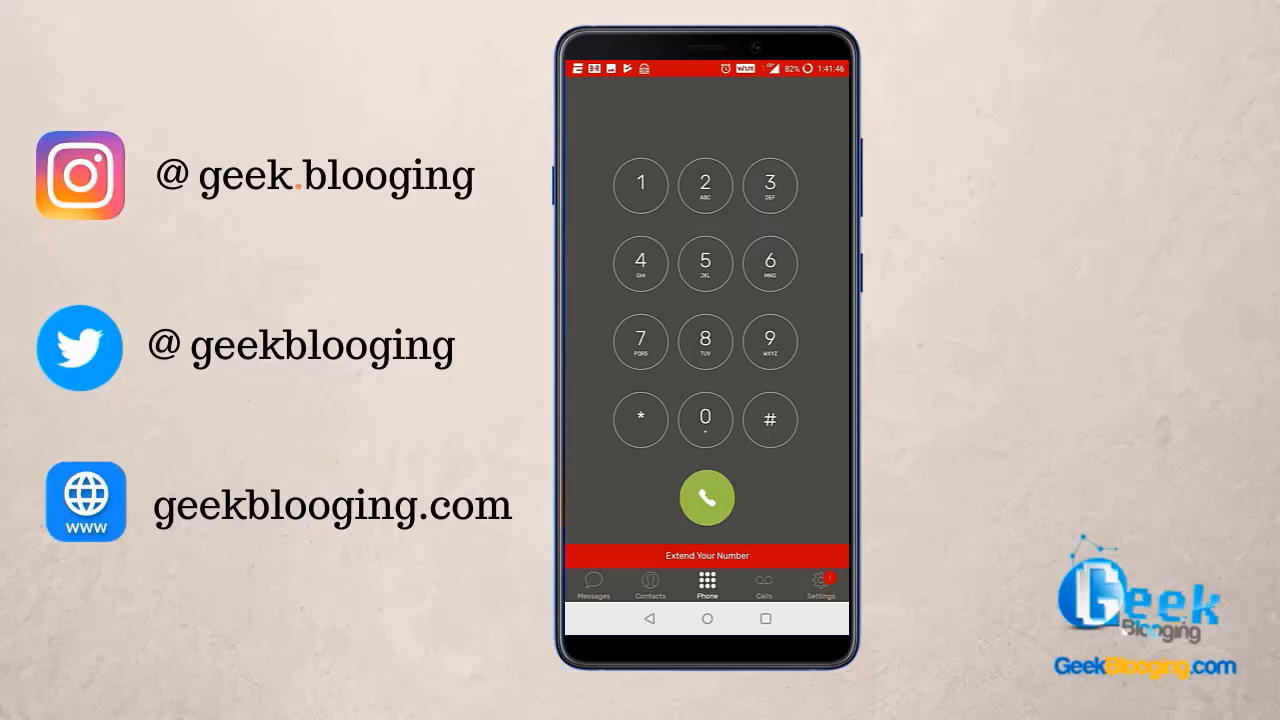 @ geek.blooging
@ geekblooging
WWW
geekblooging.com
82% 1:41:46
1
2
ABC
3
DEF
4
GHI
5
JKL
6
MNO
7
PQRS
8
TUV
9
WXYZ
*
0
+
#
Extend Your Number
Messages Contacts Phone Calls Settings
Geek
Blooging
GeekBlooging.com